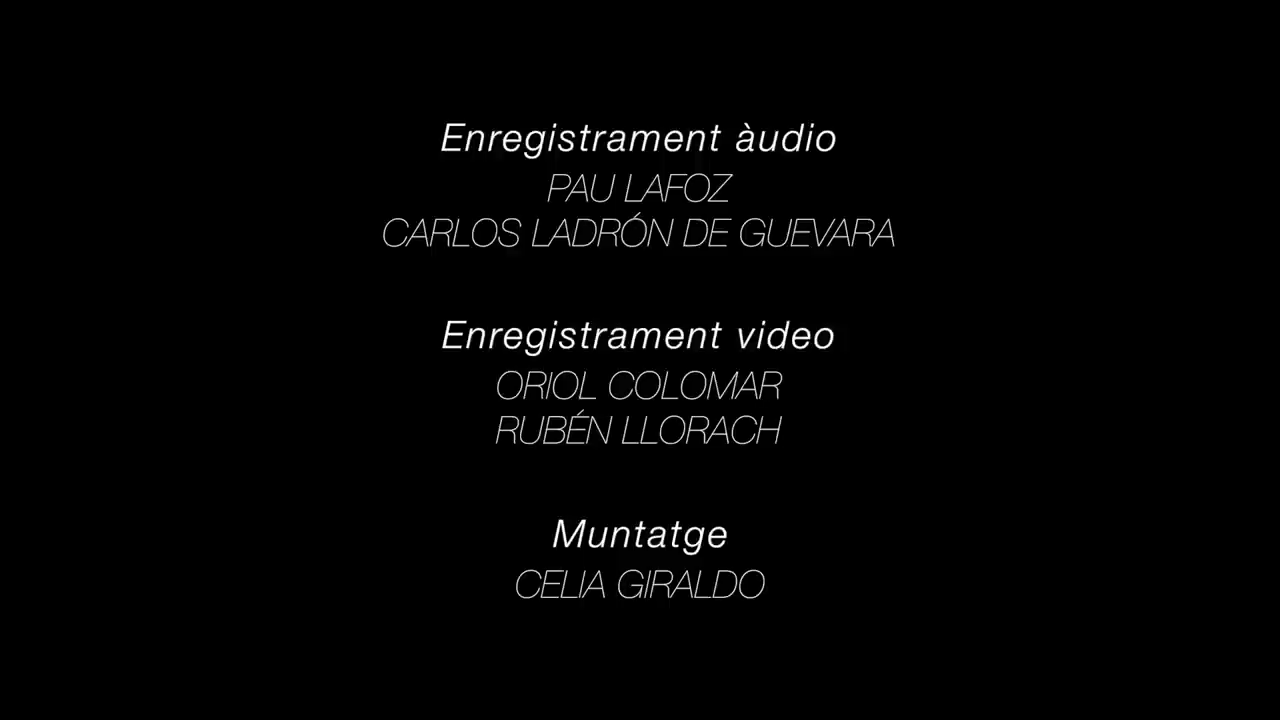 Enregistrament àudio
PAU LAFOZ
CARLOS LADRÓN DE GUEVARA
Enregistrament video
ORIOL COLOMAR
RUBÉN LLORACH
Muntatge
CELIA GIRALDO